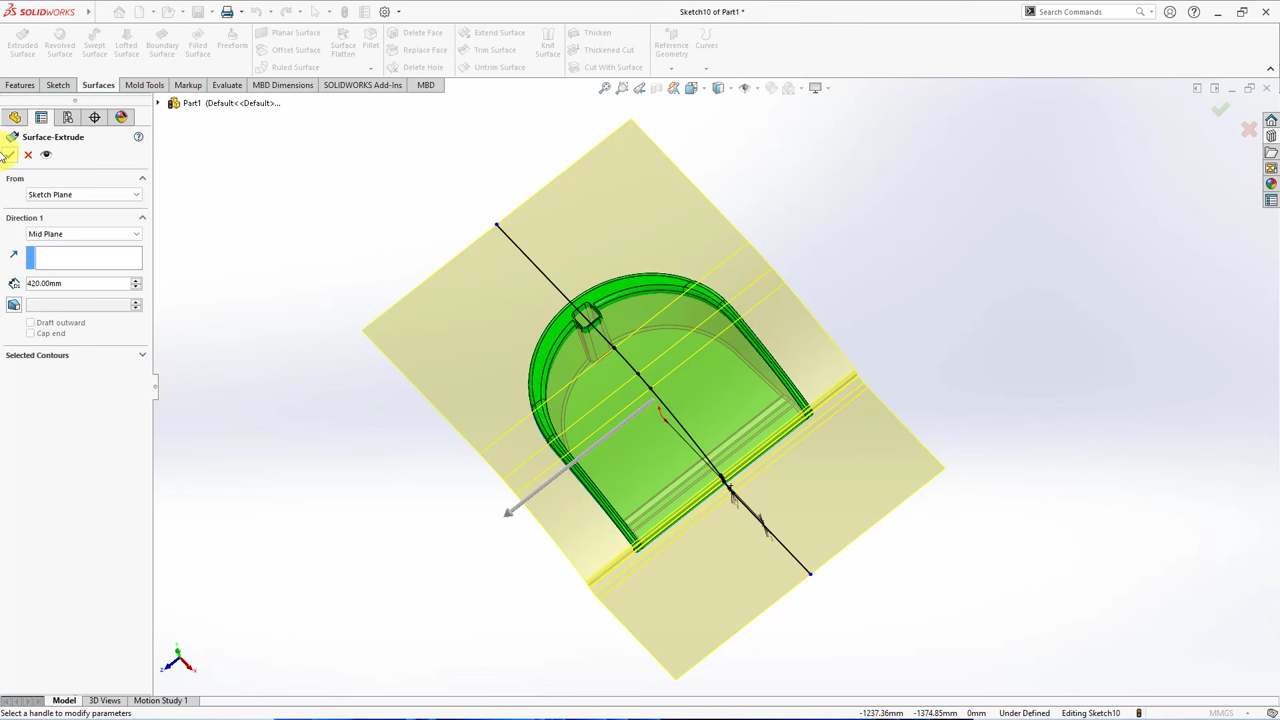 SOLIDWORKS
Sketch10 of Part1 *
Search Commands
Extruded Surface
Revolved Surface
Swept Surface
Lofted Surface
Boundary Surface
Filled Surface
Freeform
Planar Surface
Offset Surface
Ruled Surface
Surface Flatten
Fillet
Delete Face
Replace Face
Delete Hole
Extend Surface
Trim Surface
Untrim Surface
Knit Surface
Thicken
Thickened Cut
Cut With Surface
Reference Geometry
Curves
Features
Sketch
Surfaces
Mold Tools
Markup
Evaluate
MBD Dimensions
SOLIDWORKS Add-Ins
MBD
Part1 (Default<<Default>...
Surface-Extrude
From
Sketch Plane
Direction 1
Mid Plane
420.00mm
Draft outward
Cap end
Selected Contours
Y
Z
X
Model
3D Views
Motion Study 1
Select a handle to modify parameters
-1237.36mm
-1374.85mm
0mm
Under Defined
Editing Sketch10
MMGS